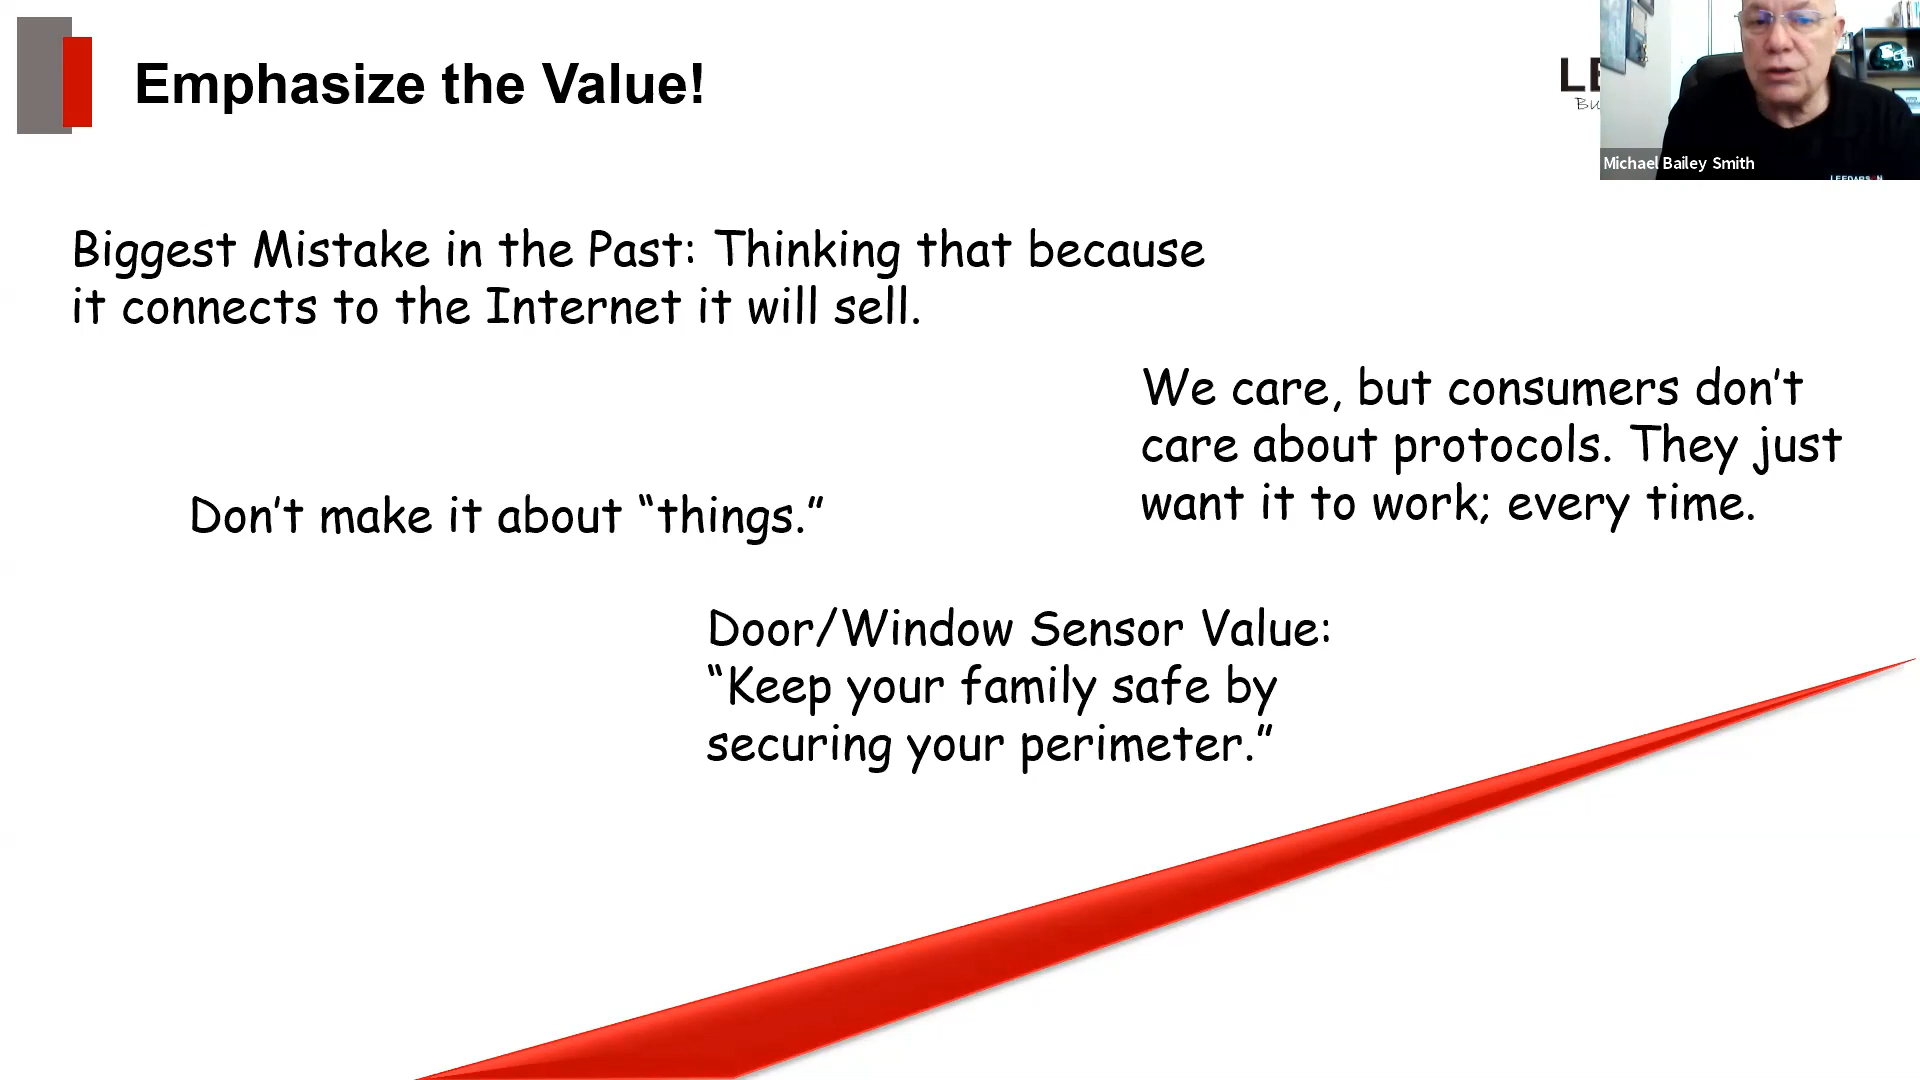 Emphasize the Value!
Michael Bailey Smith
LEEDARSON
Biggest Mistake in the Past: Thinking that because
it connects to the Internet it will sell.
We care, but consumers don’t
care about protocols. They just
want it to work; every time.
Don’t make it about “things.”
Door/Window Sensor Value:
“Keep your family safe by
securing your perimeter.”